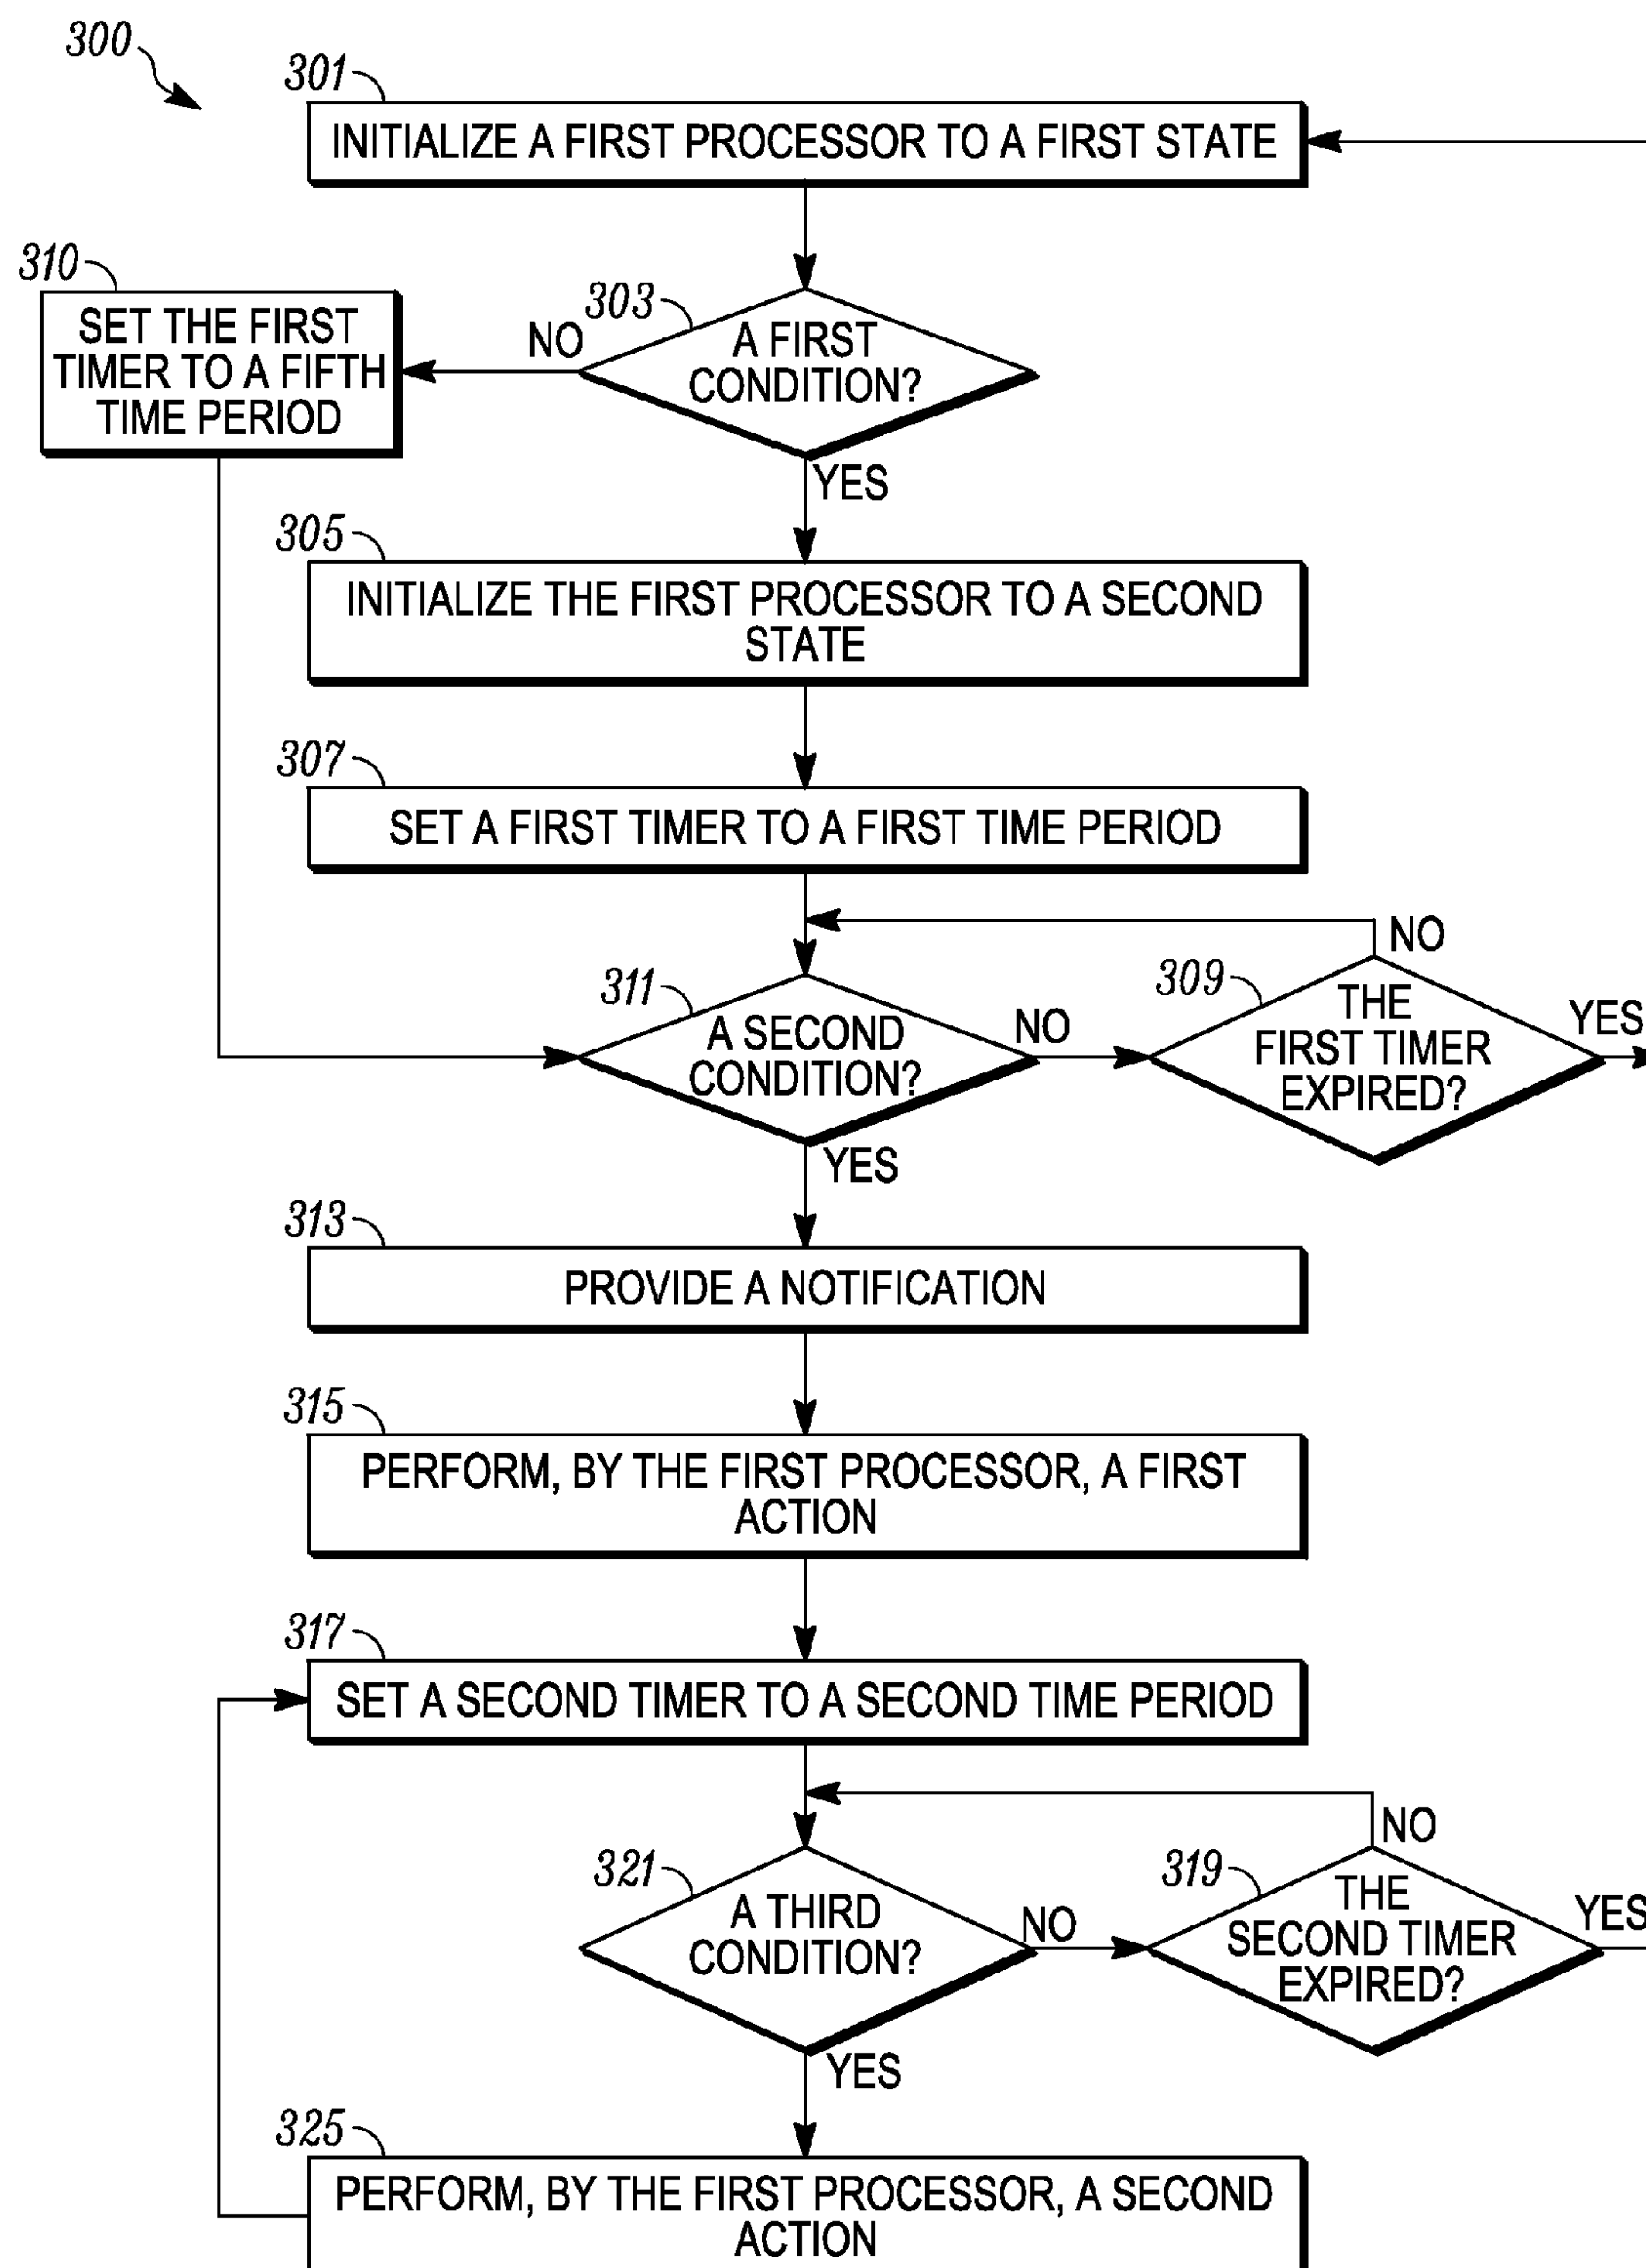 300
301
INITIALIZE A FIRST PROCESSOR TO A FIRST STATE
310
SET THE FIRST
TIMER TO A FIFTH
TIME PERIOD
NO
303
A FIRST
CONDITION?
YES
305
INITIALIZE THE FIRST PROCESSOR TO A SECOND
STATE
307
SET A FIRST TIMER TO A FIRST TIME PERIOD
311
A SECOND
CONDITION?
NO
309
THE
FIRST TIMER
EXPIRED?
NO
YES
YES
313
PROVIDE A NOTIFICATION
315
PERFORM, BY THE FIRST PROCESSOR, A FIRST
ACTION
317
SET A SECOND TIMER TO A SECOND TIME PERIOD
321
A THIRD
CONDITION?
NO
319
THE
SECOND TIMER
EXPIRED?
NO
YES
YES
325
PERFORM, BY THE FIRST PROCESSOR, A SECOND
ACTION